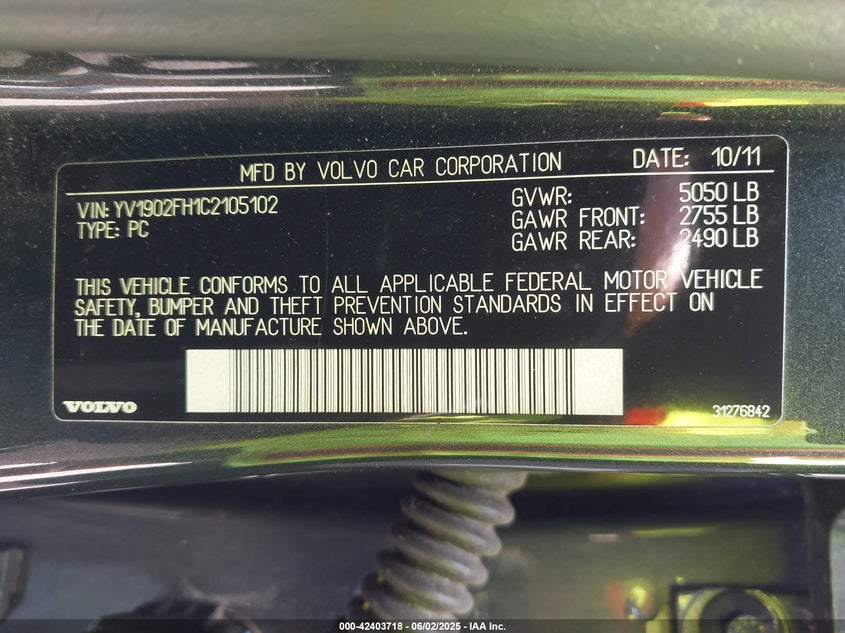 MFD BY VOLVO CAR CORPORATION DATE: 10/11
VIN: YV1902FH1C2105102 GVWR: 5050 LB
TYPE: PC GAWR FRONT: 2755 LB
GAWR REAR: 2490 LB
THIS VEHICLE CONFORMS TO ALL APPLICABLE FEDERAL MOTOR VEHICLE
SAFETY, BUMPER AND THEFT PREVENTION STANDARDS IN EFFECT ON
THE DATE OF MANUFACTURE SHOWN ABOVE.
VOLVO 31276842
000-42403718 - 06/02/2025 - IAA Inc.